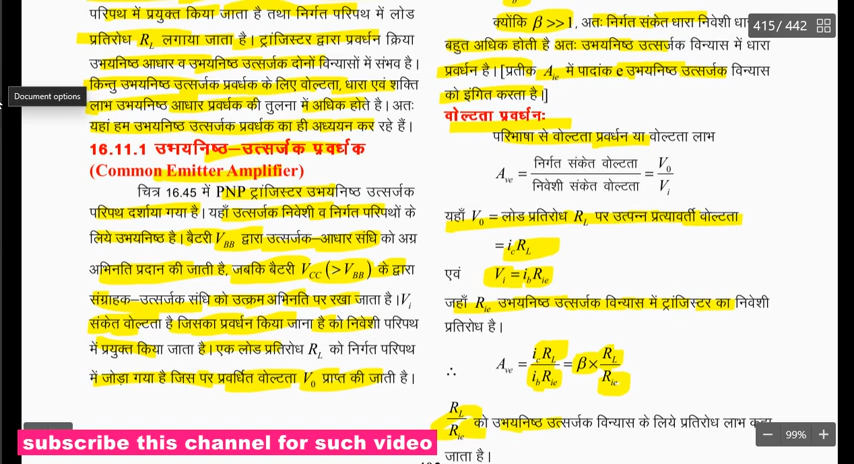 परिपथ में प्रयुक्त किया जाता है तथा निर्गत परिपथ में लोड
प्रतिरोध R_L लगाया जाता है। ट्रांजिस्टर द्वारा प्रवर्धन क्रिया
उभयनिष्ठ आधार व उभयनिष्ठ उत्सर्जक दोनों विन्यासों में संभव है।
किन्तु उभयनिष्ठ उत्सर्जक प्रवर्धक के लिए वोल्टता, धारा एवं शक्ति
लाभ उभयनिष्ठ आधार प्रवर्धक की तुलना में अधिक होते है। अतः
यहां हम उभयनिष्ठ उत्सर्जक प्रवर्धक का ही अध्ययन कर रहे हैं।
16.11.1 उभयनिष्ठ–उत्सर्जक प्रवर्धक
(Common Emitter Amplifier)
चित्र 16.45 में PNP ट्रांजिस्टर उभयनिष्ठ उत्सर्जक
परिपथ दर्शाया गया है। यहाँ उत्सर्जक निवेशी व निर्गत परिपथों के
लिये उभयनिष्ठ है। बैटरी V_BB द्वारा उत्सर्जक–आधार संधि को अग्र
अभिनति प्रदान की जाती है, जबकि बैटरी V_CC (>V_BB) के द्वारा
संग्राहक–उत्सर्जक संधि को उत्क्रम अभिनति पर रखा जाता है। V_i
संकेत वोल्टता है जिसका प्रवर्धन किया जाना है को निवेशी परिपथ
में प्रयुक्त किया जाता है। एक लोड प्रतिरोध R_L को निर्गत परिपथ
में जोड़ा गया है जिस पर प्रवर्धित वोल्टता V_0 प्राप्त की जाती है।
क्योंकि β >>1, अतः निर्गत संकेत धारा निवेशी
बहुत अधिक होती है अतः उभयनिष्ठ उत्सर्जक विन्यास में धारा
प्रवर्धन है। [प्रतीक A_ie में पादांक e उभयनिष्ठ उत्सर्जक विन्यास
को इंगित करता है।]
वोल्टता प्रवर्धनः
परिभाषा से वोल्टता प्रवर्धन या वोल्टता लाभ
A_ve = निर्गत संकेत वोल्टता / निवेशी संकेत वोल्टता = V_0 / V_i
यहाँ V_0 = लोड प्रतिरोध R_L पर उत्पन्न प्रत्यावर्ती वोल्टता
= i_c R_L
एवं V_i = i_b R_ie
जहाँ R_ie उभयनिष्ठ उत्सर्जक विन्यास में ट्रांजिस्टर का निवेशी
प्रतिरोध है।
∴ A_ve = i_c R_L / i_b R_ie = β × R_L / R_ie
R_L / R_ie को उभयनिष्ठ उत्सर्जक विन्यास के लिये प्रतिरोध लाभ
जाता है।
415 / 442
Document options
99%
subscribe this channel for such video